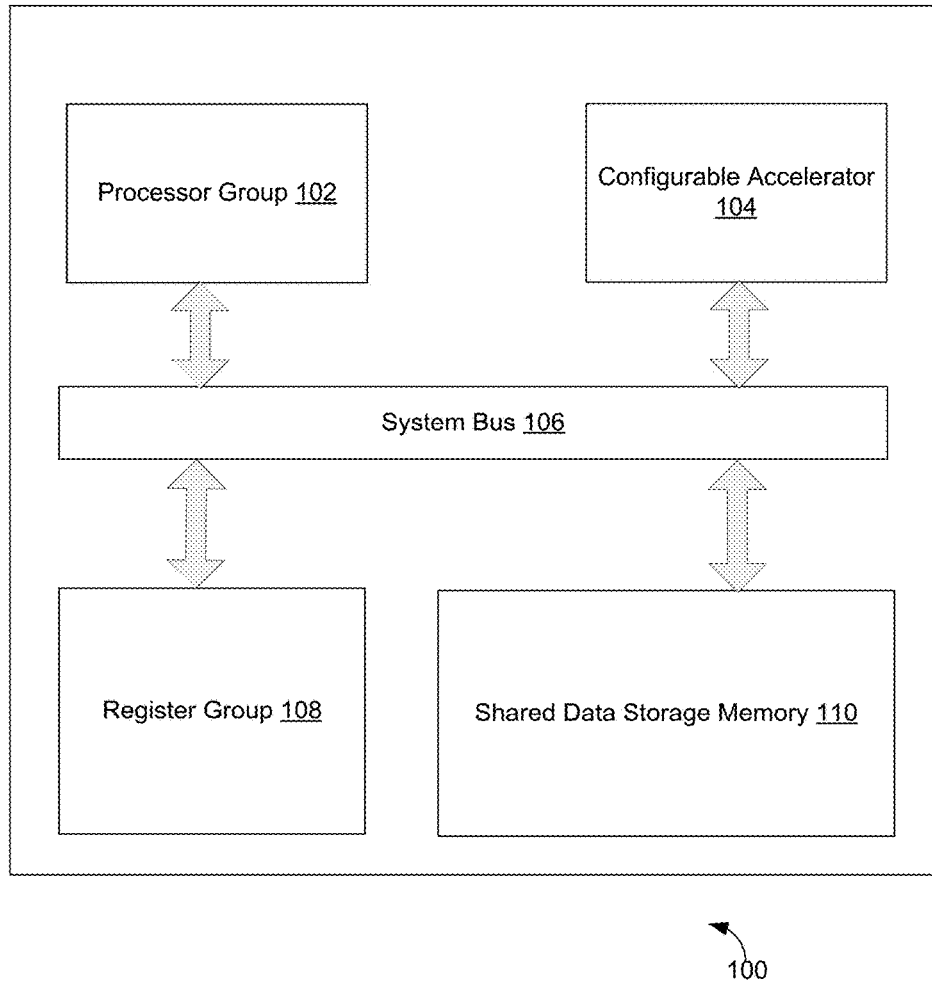 Processor Group 102
Configurable Accelerator
104
System Bus 106
Register Group 108
Shared Data Storage Memory 110
100